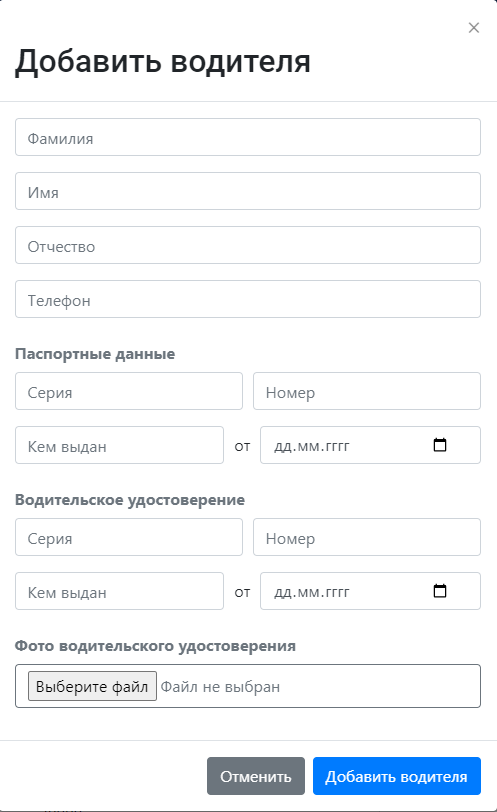 ×
Добавить водителя
Фамилия
Имя
Отчество
Телефон
Паспортные данные
Серия Номер
Кем выдан от дд.мм.гггг
Водительское удостоверение
Серия Номер
Кем выдан от дд.мм.гггг
Фото водительского удостоверения
Выберите файл Файл не выбран
Отменить Добавить водителя